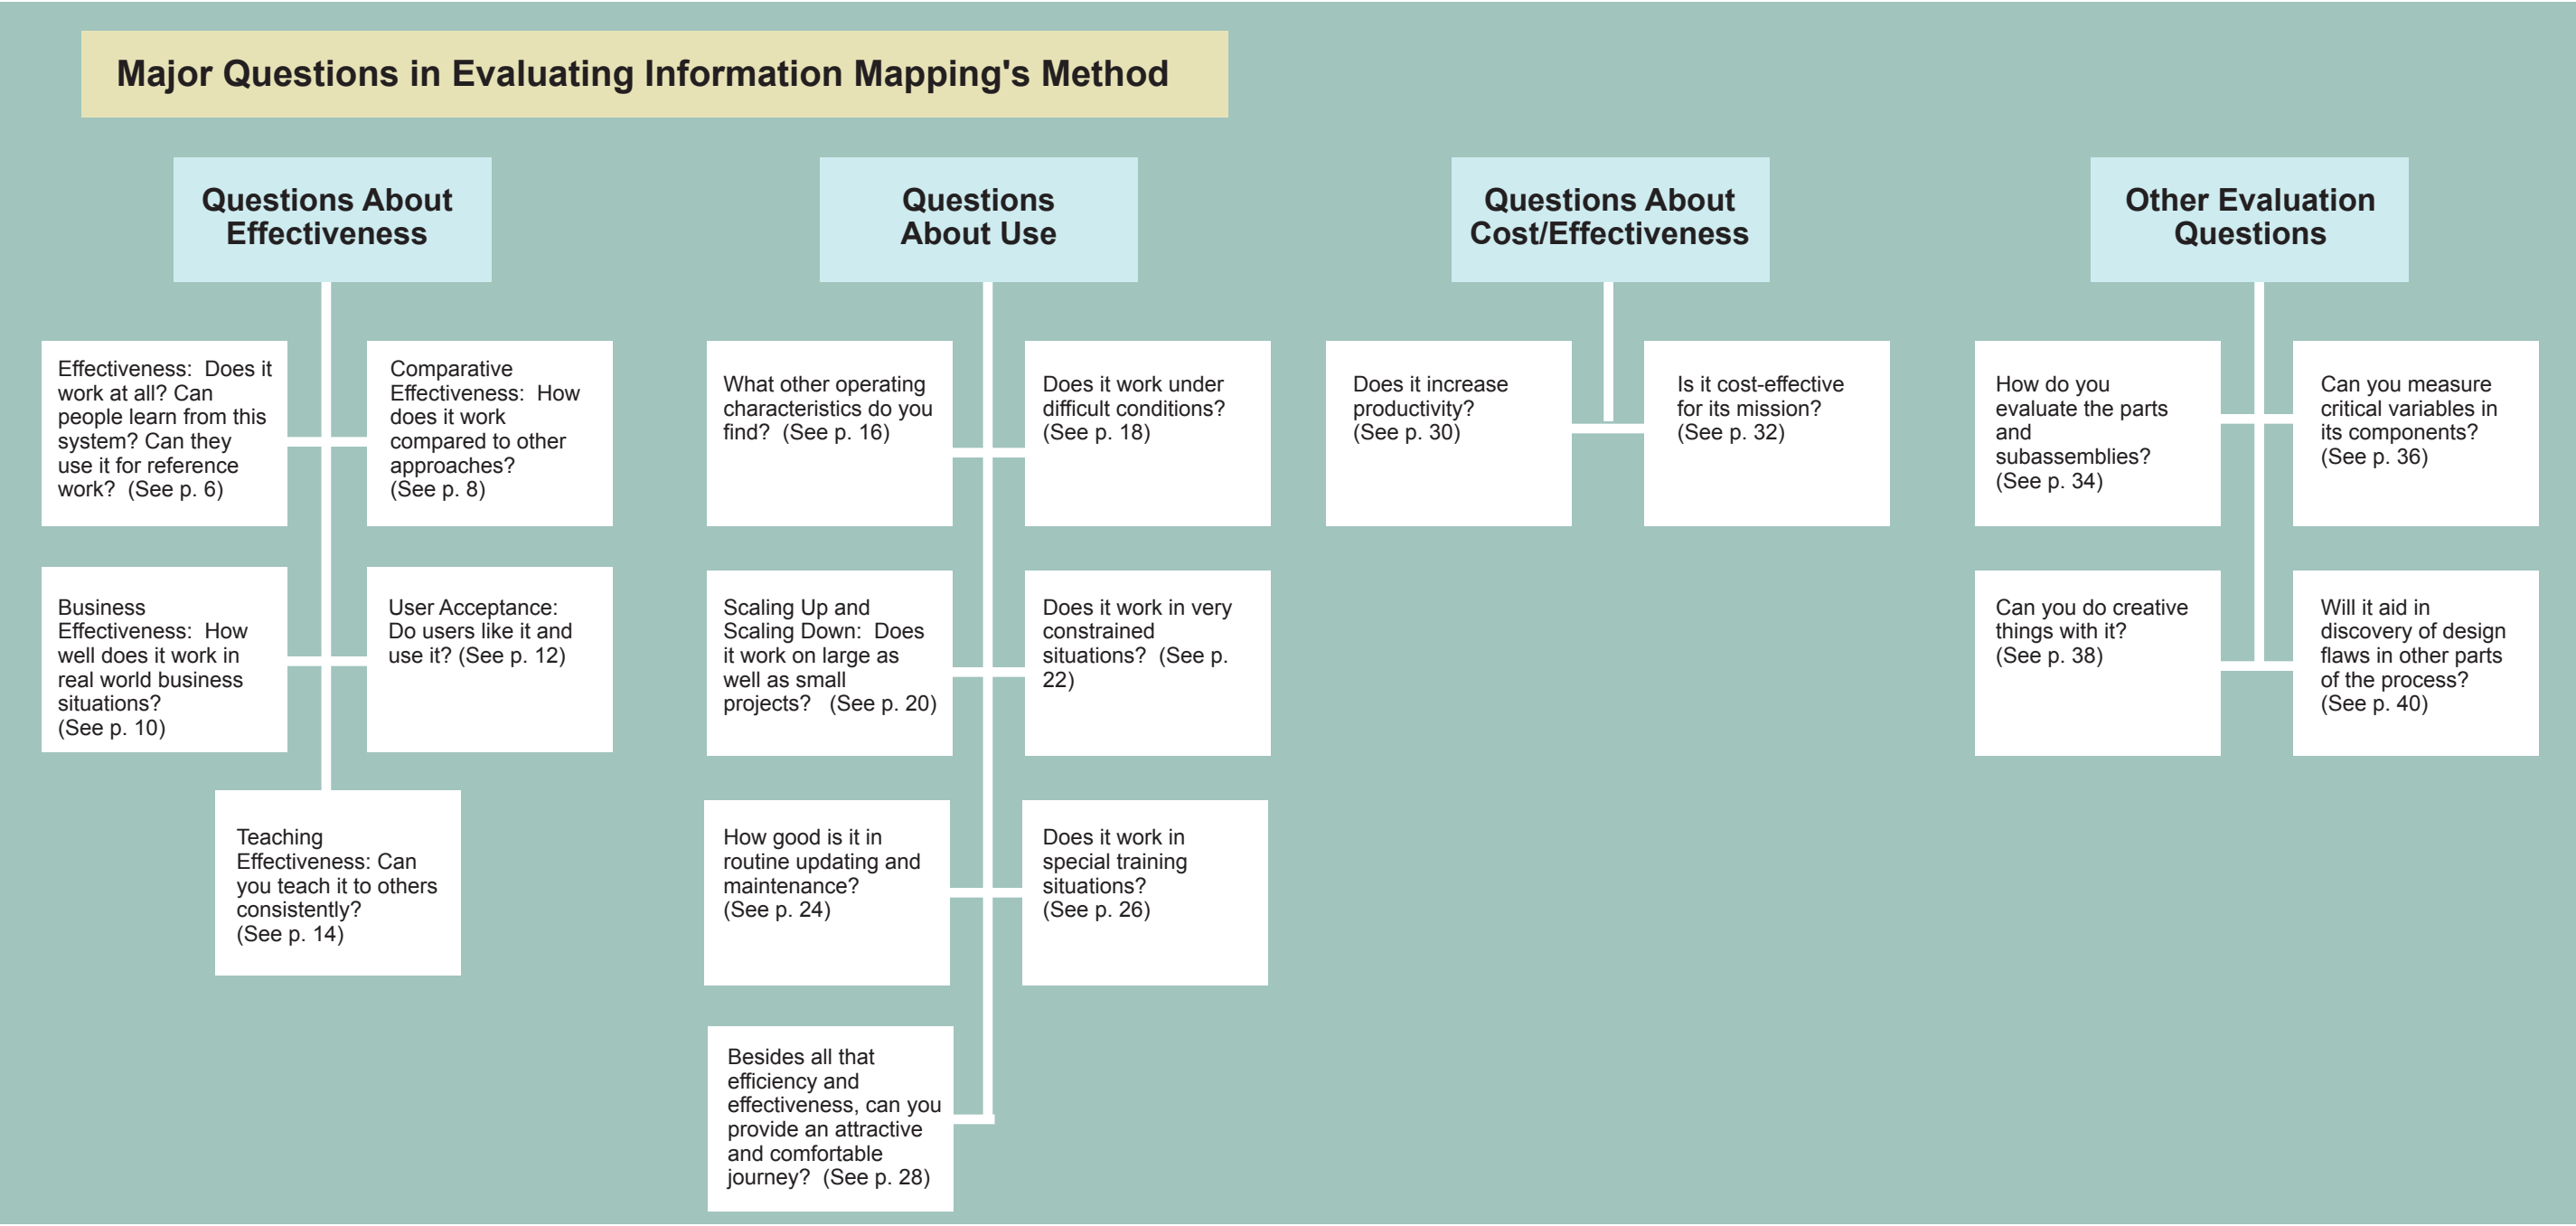 Major Questions in Evaluating Information Mapping's Method
Questions About
Effectiveness
Effectiveness:  Does it
work at all? Can
people learn from this
system? Can they
use it for reference
work?  (See p. 6)
Comparative
Effectiveness:  How
does it work
compared to other
approaches?
(See p. 8)
Business
Effectiveness:  How
well does it work in
real world business
situations?
(See p. 10)
User Acceptance:
Do users like it and
use it? (See p. 12)
Teaching
Effectiveness: Can
you teach it to others
consistently?
(See p. 14)
Questions
About Use
What other operating
characteristics do you
find?  (See p. 16)
Does it work under
difficult conditions?
(See p. 18)
Scaling Up and
Scaling Down:  Does
it work on large as
well as small
projects?   (See p. 20)
Does it work in very
constrained
situations?  (See p.
22)
How good is it in
routine updating and
maintenance?
(See p. 24)
Does it work in
special training
situations?
(See p. 26)
Besides all that
efficiency and
effectiveness, can you
provide an attractive
and comfortable
journey?  (See p. 28)
Questions About
Cost/Effectiveness
Does it increase
productivity?
(See p. 30)
Is it cost-effective
for its mission?
(See p. 32)
Other Evaluation
Questions
How do you
evaluate the parts
and
subassemblies?
(See p. 34)
Can you measure
critical variables in
its components?
(See p. 36)
Can you do creative
things with it?
(See p. 38)
Will it aid in
discovery of design
flaws in other parts
of the process?
(See p. 40)